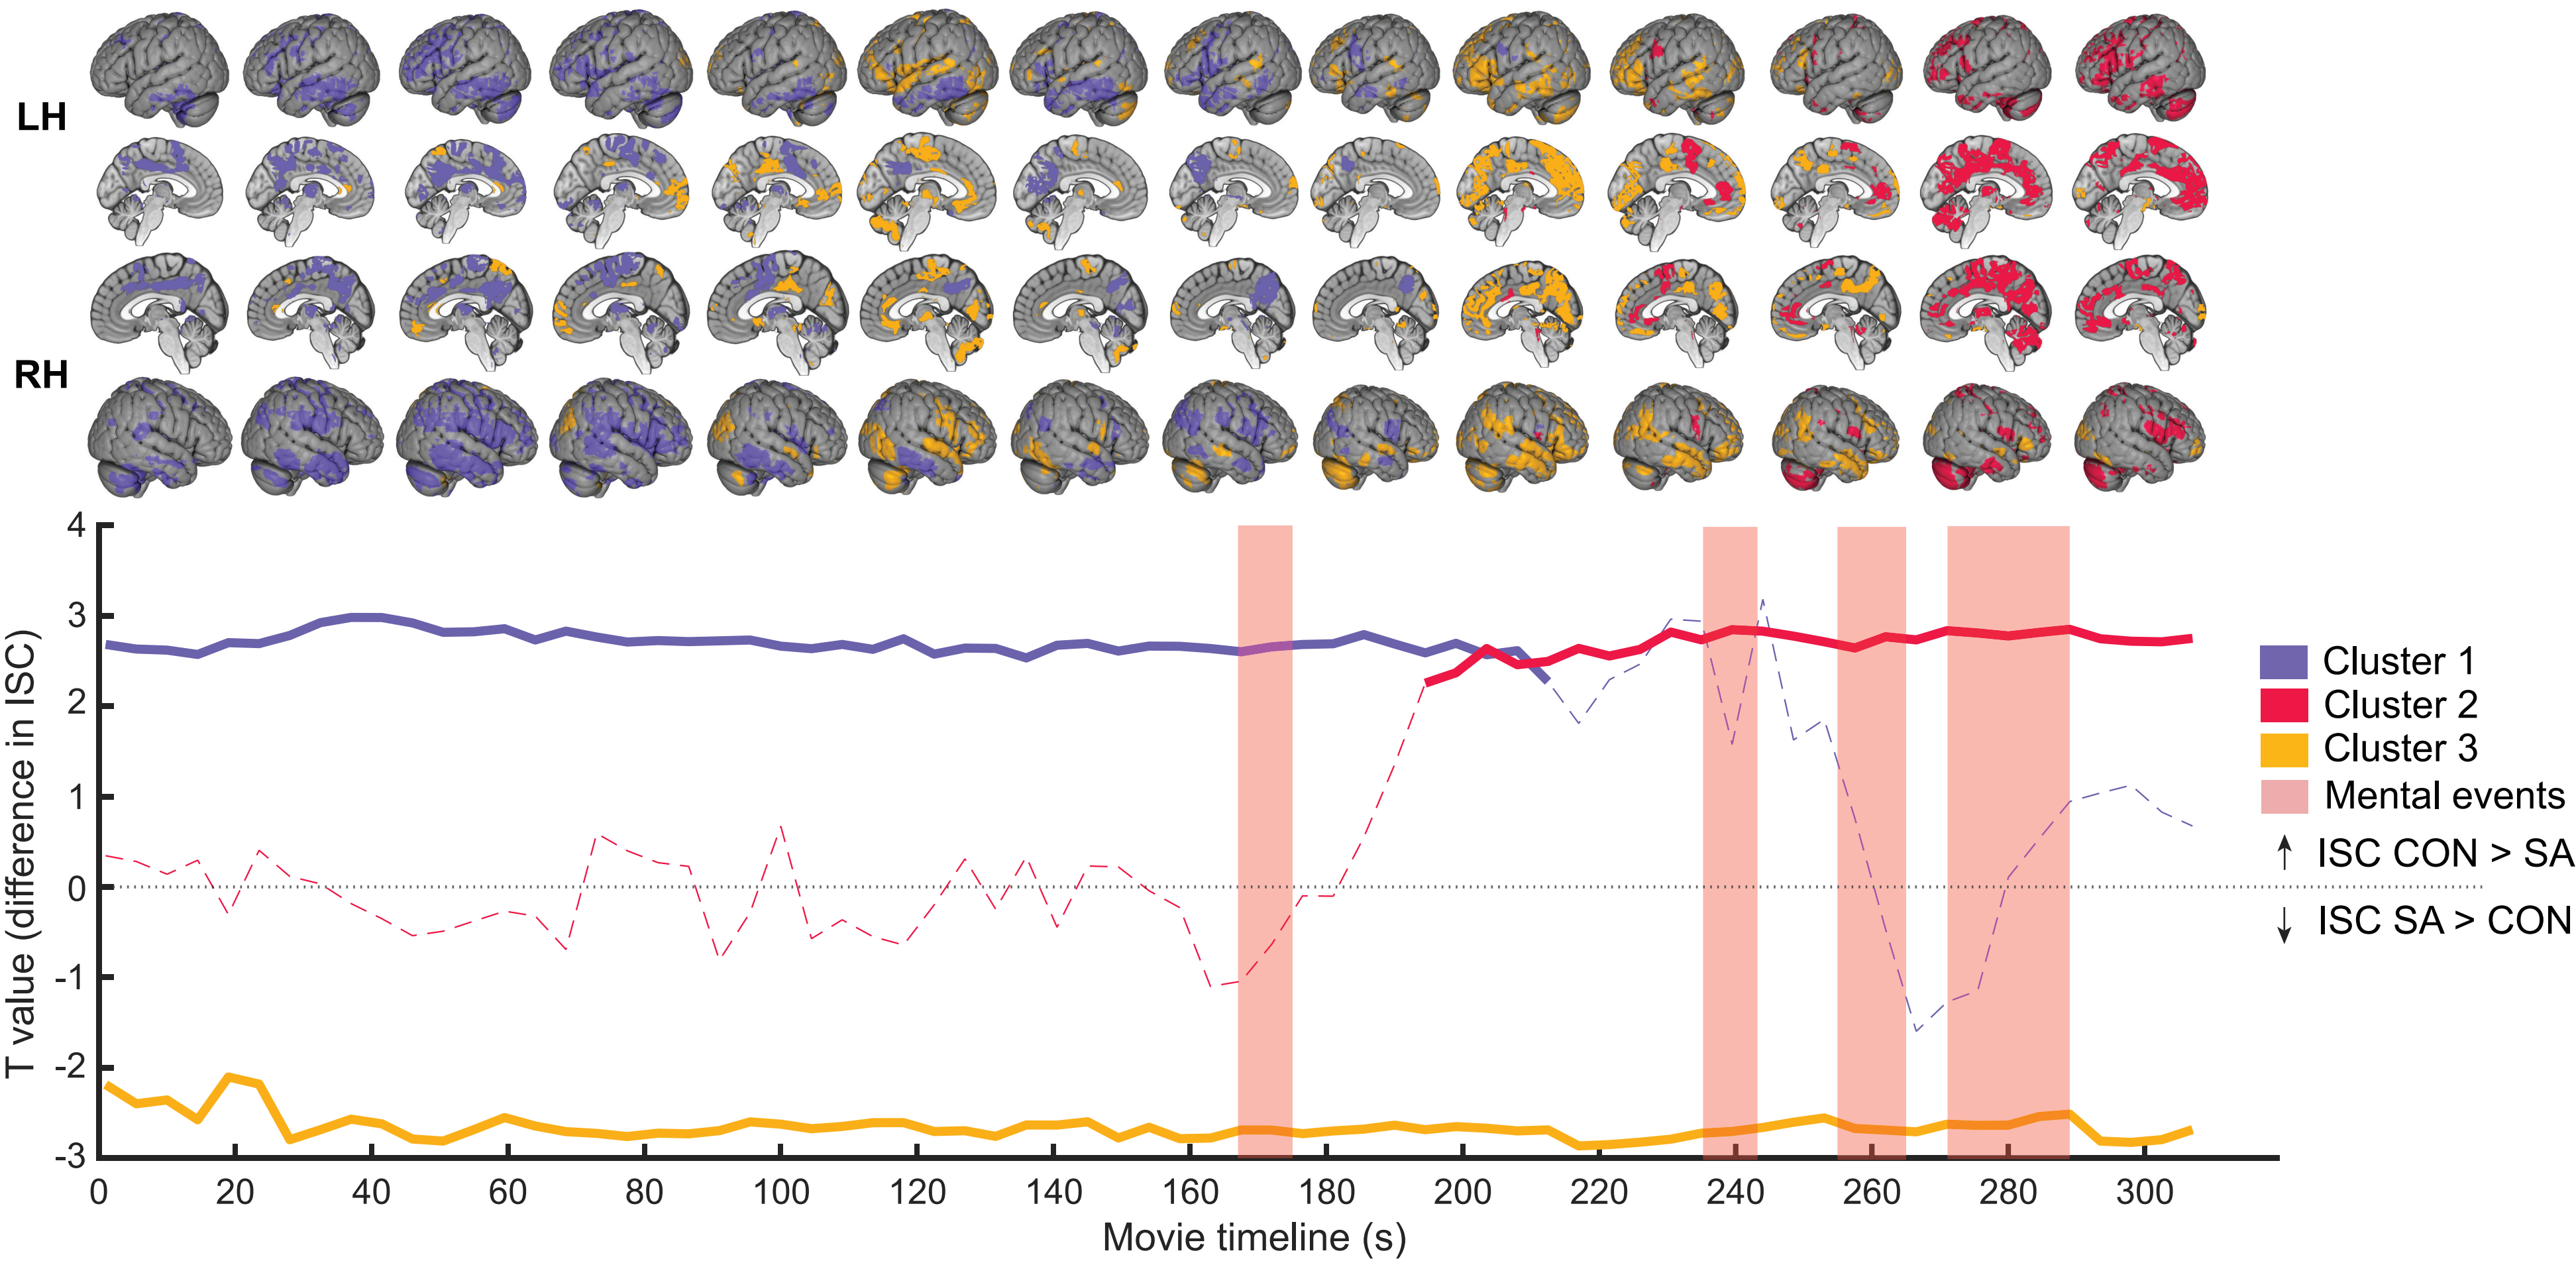 LH
RH
4
3
2
1
0
-1
-2
-3
T value (difference in ISC)
0 20 40 60 80 100 120 140 160 180 200 220 240 260 280 300
Movie timeline (s)
Cluster 1
Cluster 2
Cluster 3
Mental events
↑ ISC CON > SA
↓ ISC SA > CON